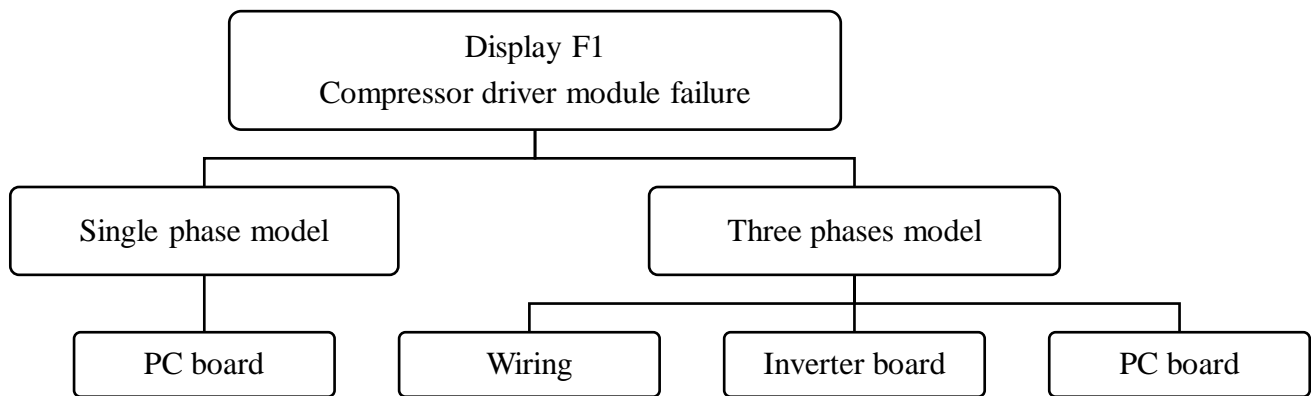 Display F1
Compressor driver module failure
Single phase model
Three phases model
PC board
Wiring
Inverter board
PC board